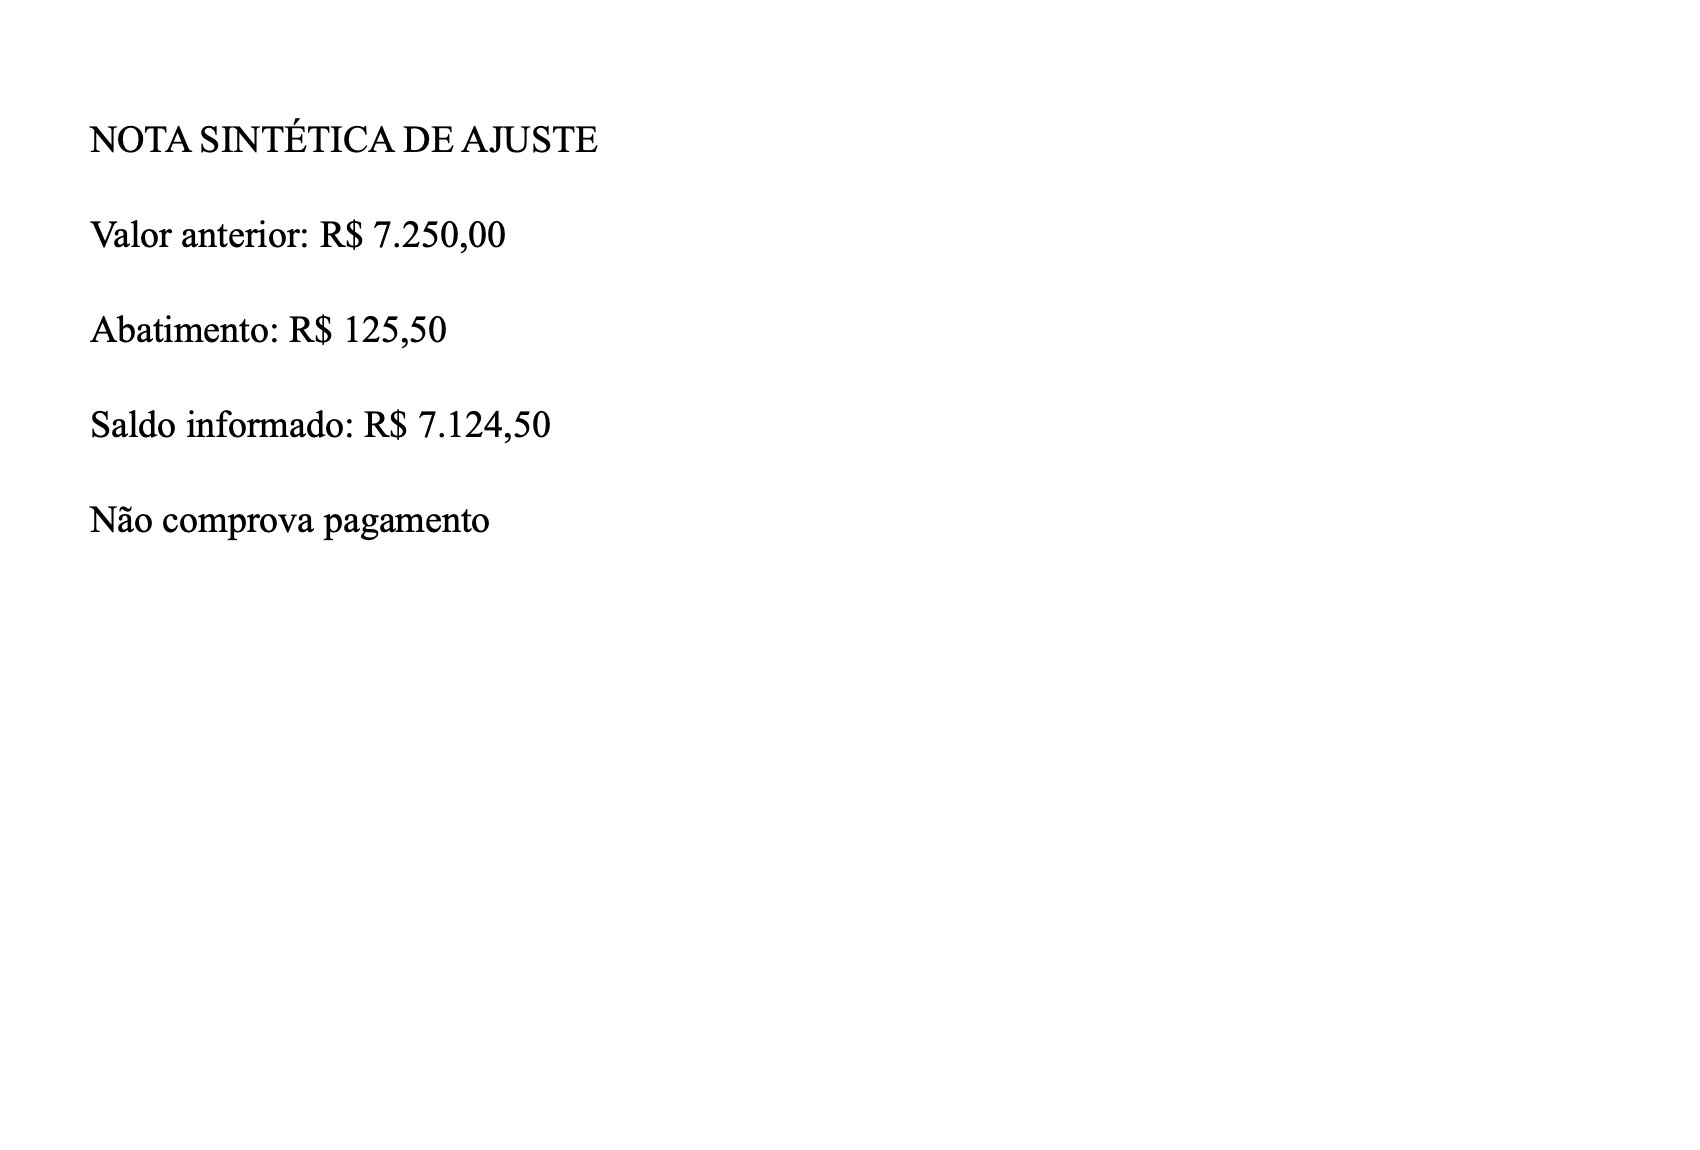 NOTA SINTÉTICA DE AJUSTE
Valor anterior: R$ 7.250,00
Abatimento: R$ 125,50
Saldo informado: R$ 7.124,50
Não comprova pagamento